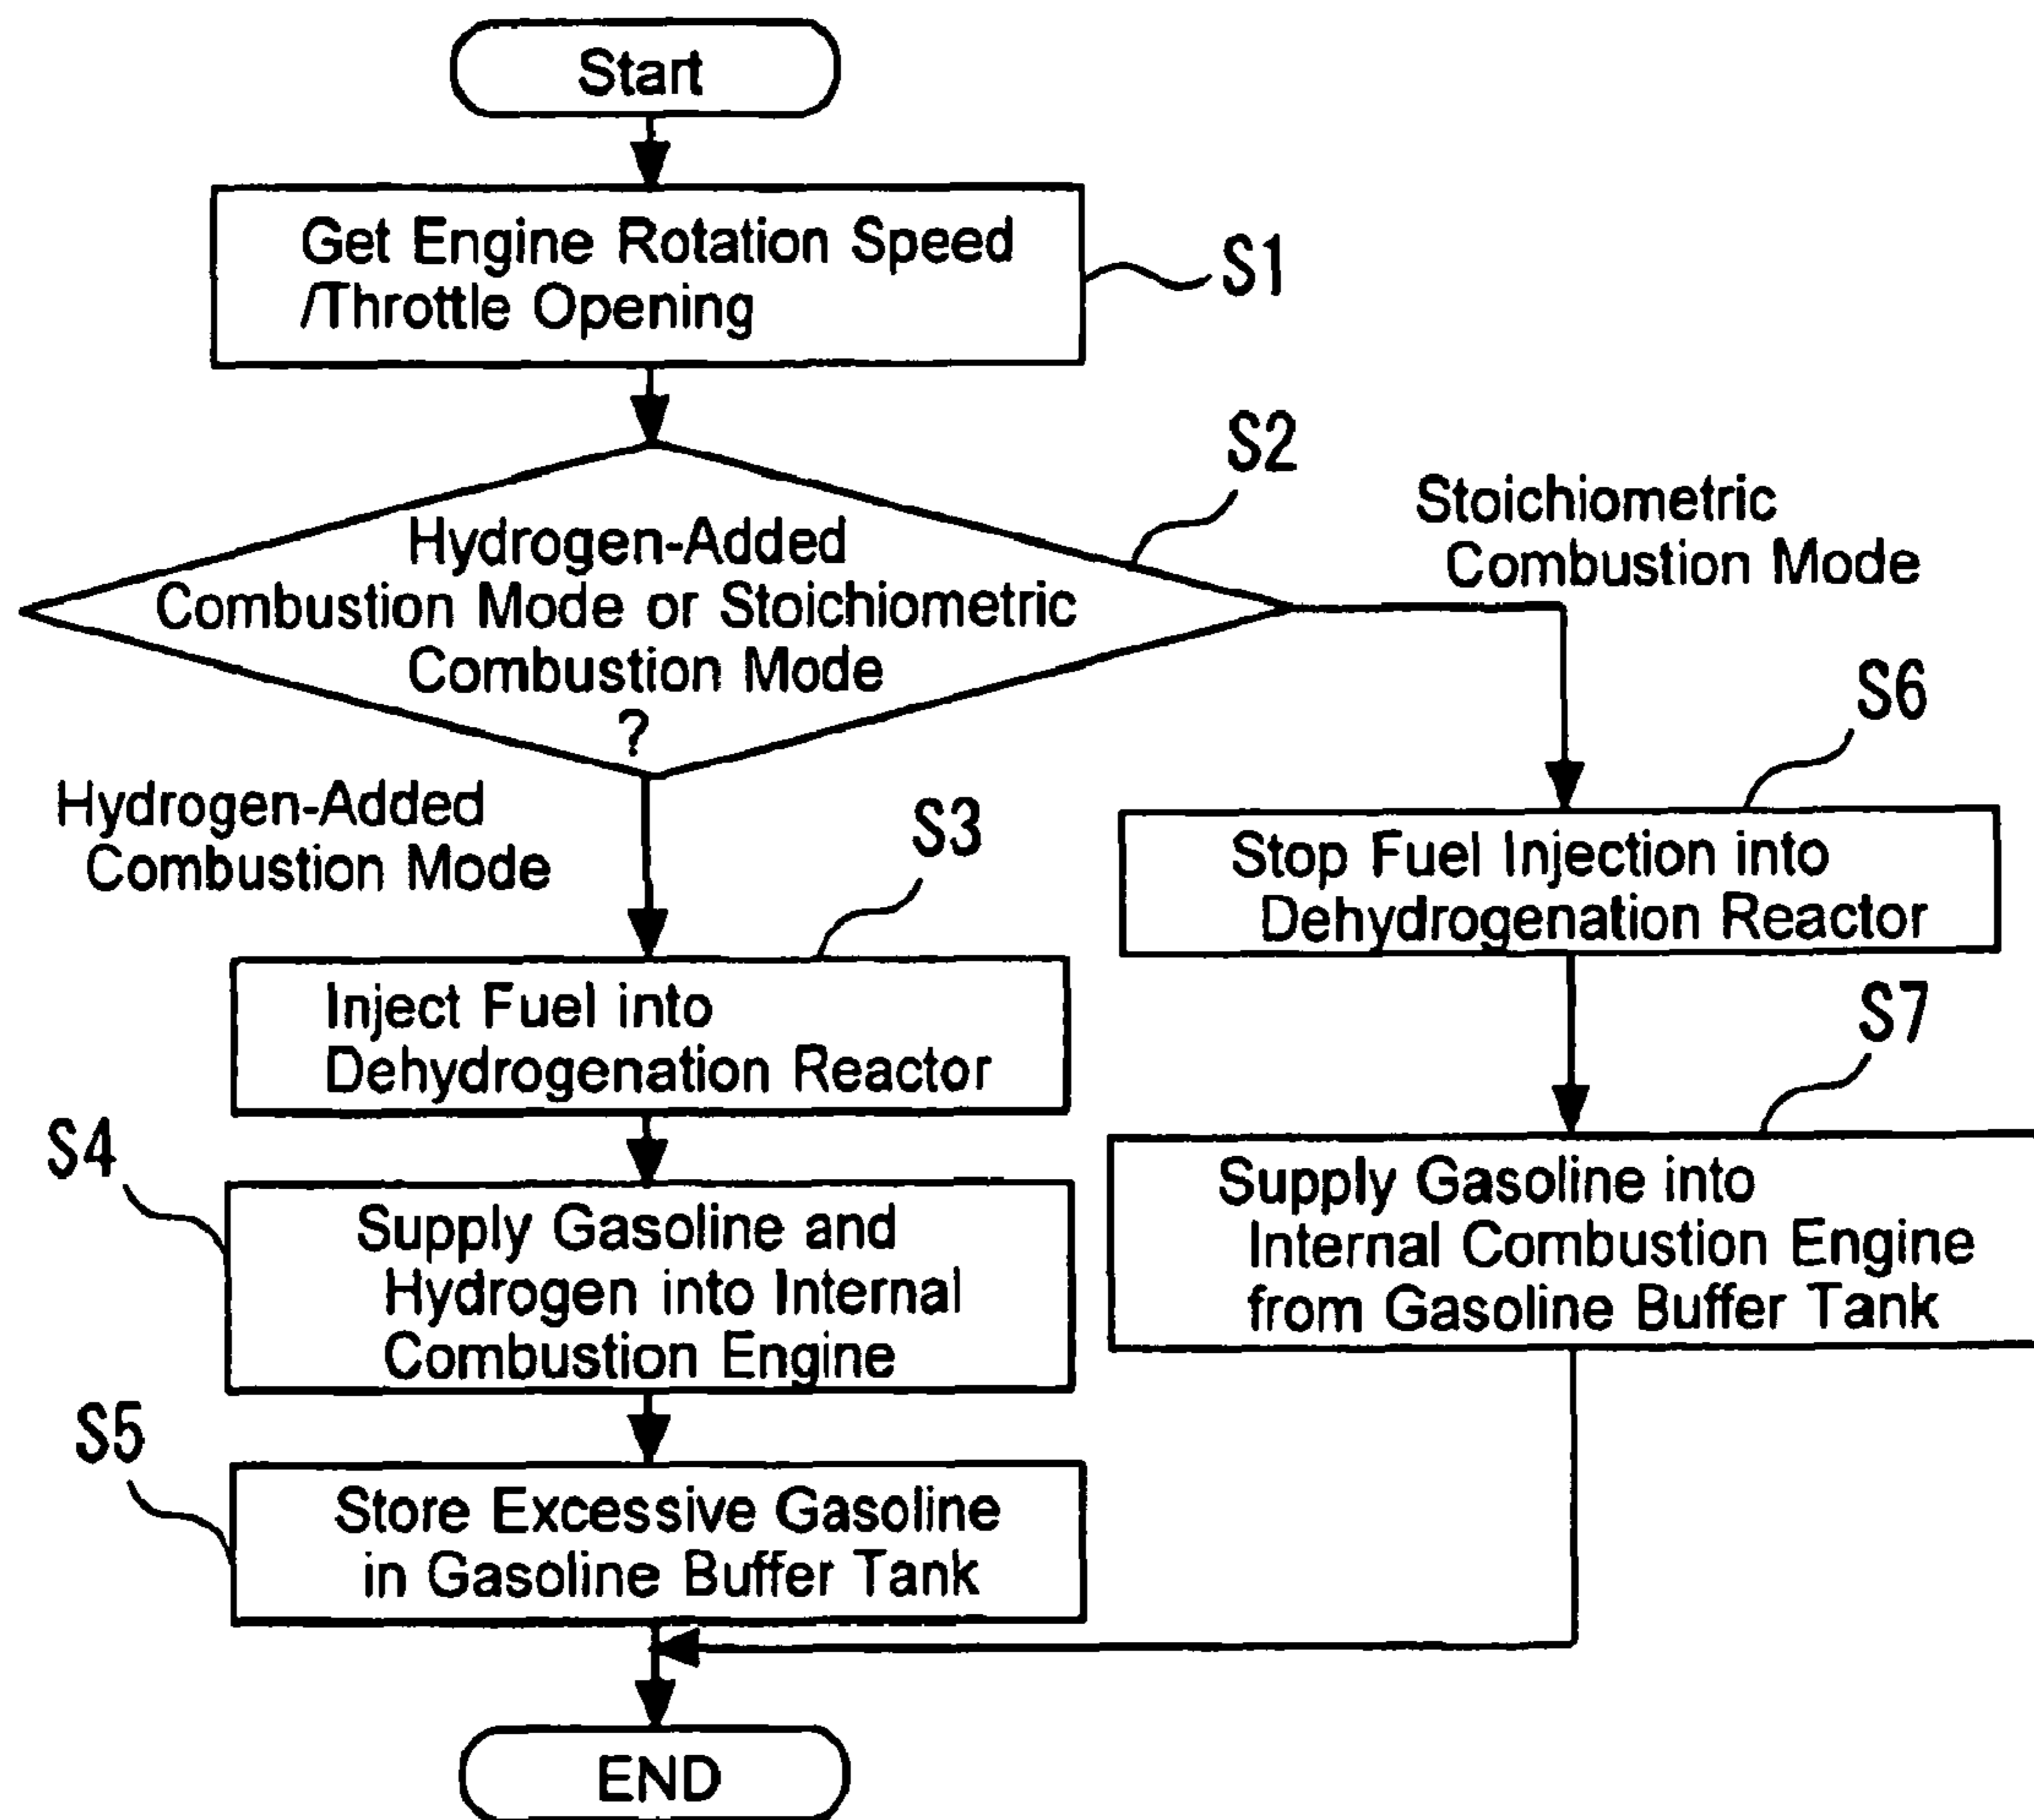 Start
Get Engine Rotation Speed
/Throttle Opening
S1
S2
Hydrogen-Added
Combustion Mode or Stoichiometric
Combustion Mode
?
Stoichiometric
Combustion Mode
Hydrogen-Added
Combustion Mode
S3
Inject Fuel into
Dehydrogenation Reactor
S4
Supply Gasoline and
Hydrogen into Internal
Combustion Engine
S5
Store Excessive Gasoline
in Gasoline Buffer Tank
S6
Stop Fuel Injection into
Dehydrogenation Reactor
S7
Supply Gasoline into
Internal Combustion Engine
from Gasoline Buffer Tank
END